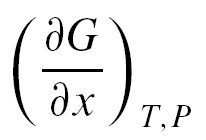 (∂G/∂x)_{T, P}